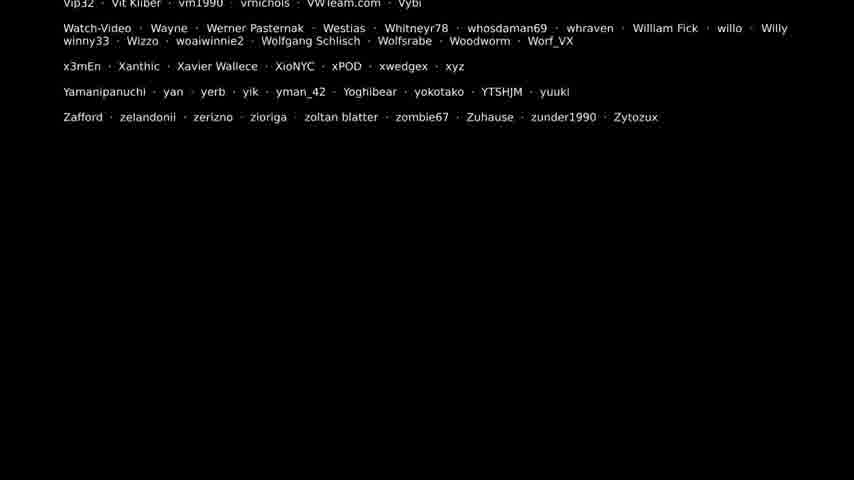 Vip32 · Vit Kliber · vm1990 · vrnichols · VWTeam.com · Vybi
Watch-Video · Wayne · Werner Pasternak · Westias · Whitneyr78 · whosdaman69 · whraven · William Fick · willo · Willy
winny33 · Wizzo · woaiwinnie2 · Wolfgang Schlisch · Wolfsrabe · Woodworm · Worf_VX
x3mEn · Xanthic · Xavier Wallece · XioNYC · xPOD · xwedgex · xyz
Yamanipanuchi · yan · yerb · yik · yman_42 · Yoghibear · yokotako · YTSHJM · yuuki
Zafford · zelandonii · zerizno · zioriga · zoltan blatter · zombie67 · Zuhause · zunder1990 · Zytozux